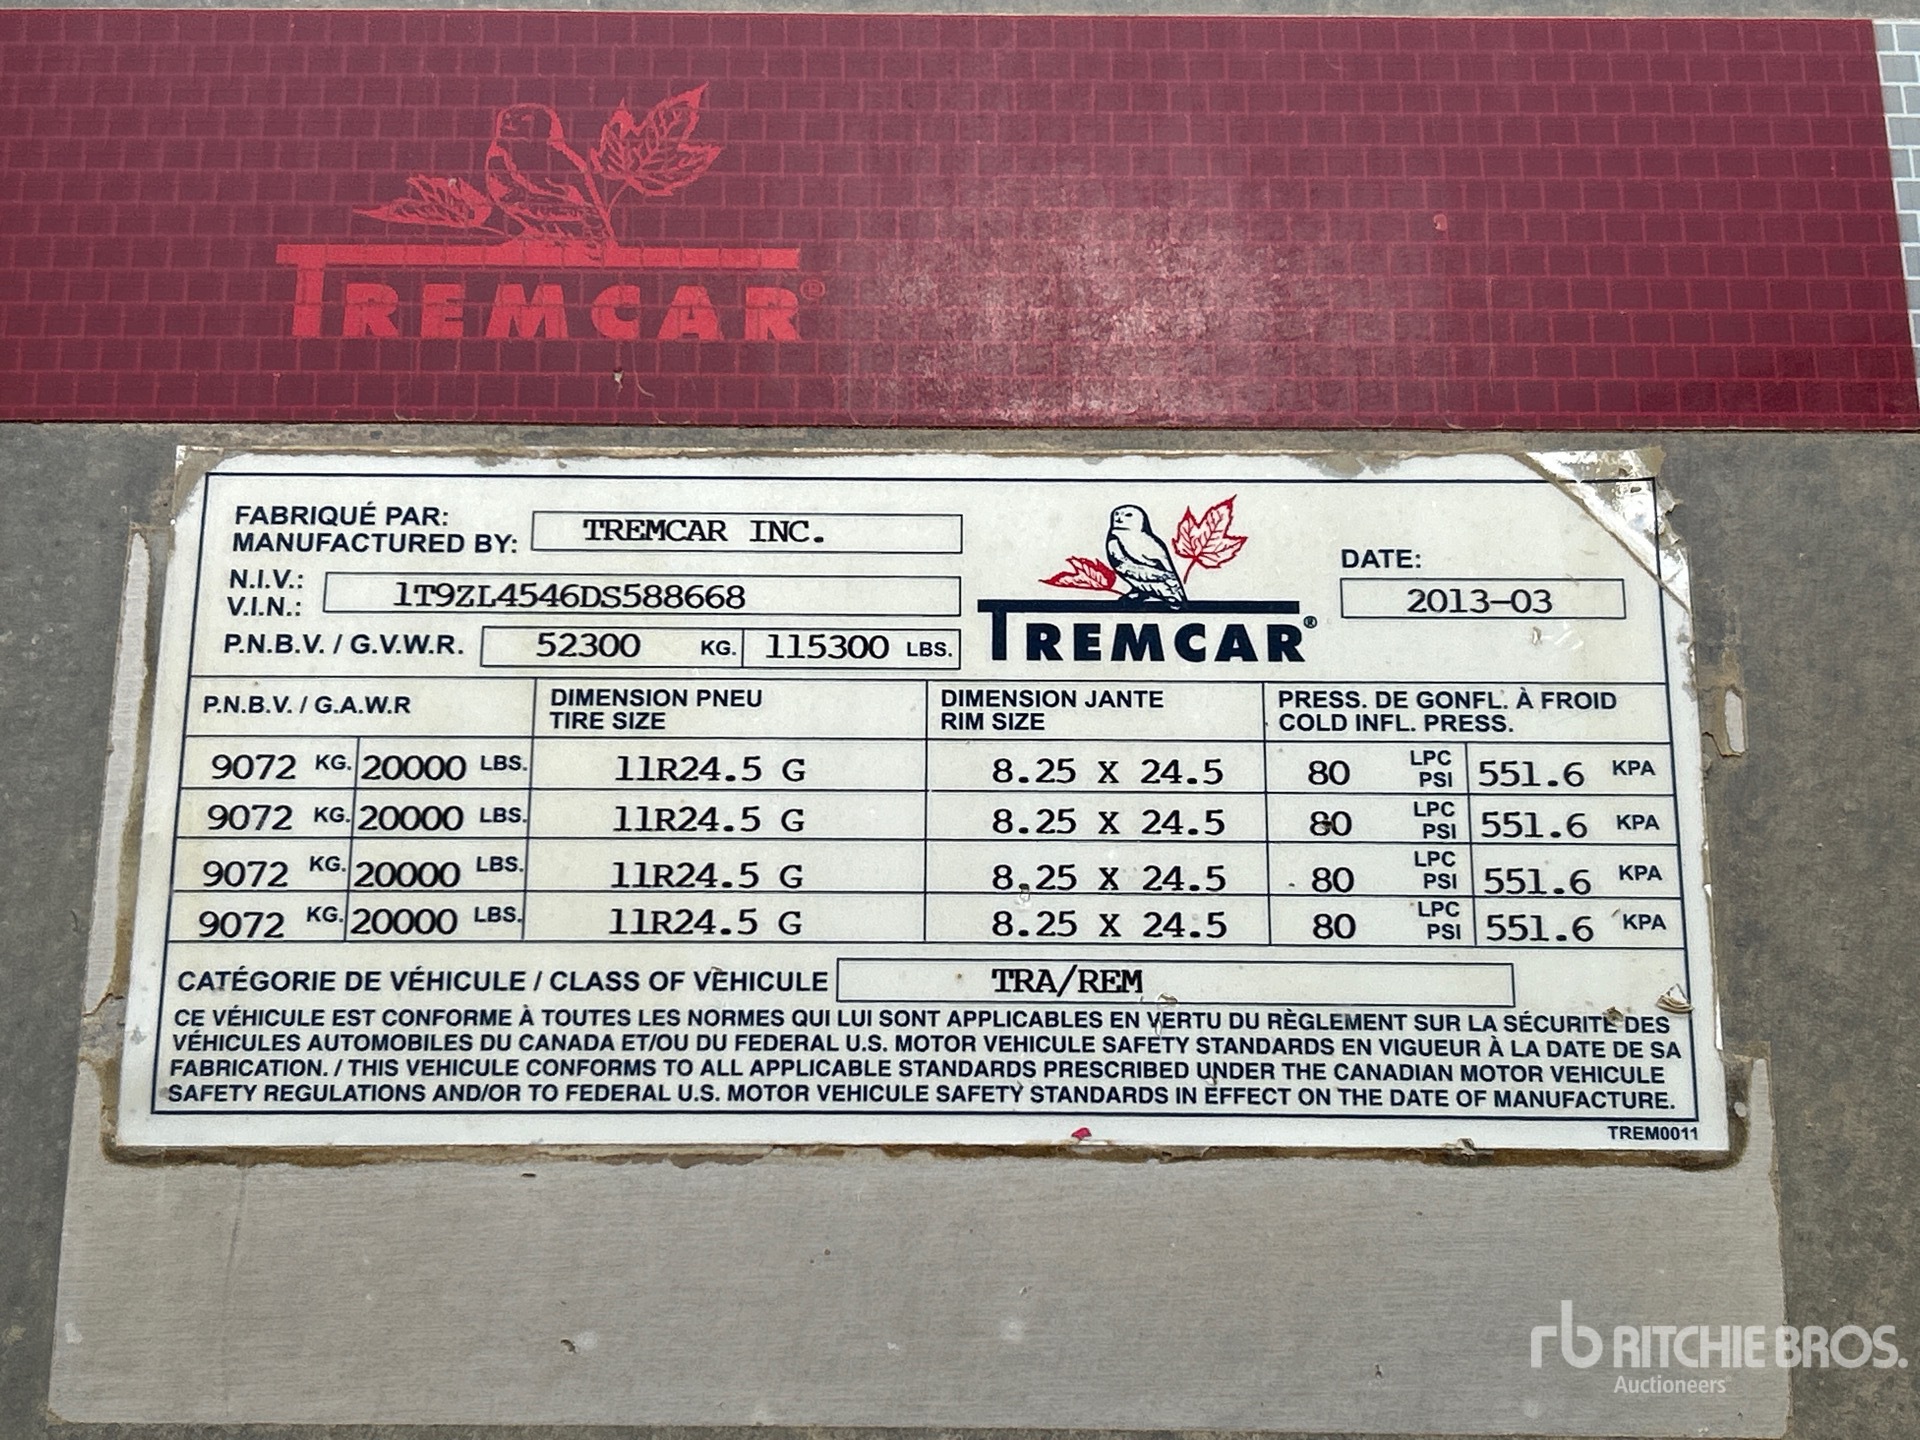 TREMCAR®
FABRIQUÉ PAR:
MANUFACTURED BY: TREMCAR INC.
N.I.V.:
V.I.N.: 1T9ZL4546DS588668
P.N.B.V. / G.V.W.R. 52300 KG. 115300 LBS.
TREMCAR®
DATE:
2013-03
P.N.B.V. / G.A.W.R
DIMENSION PNEU
TIRE SIZE
DIMENSION JANTE
RIM SIZE
PRESS. DE GONFL. À FROID
COLD INFL. PRESS.
9072 KG. 20000 LBS. 11R24.5 G 8.25 X 24.5 80 LPC PSI 551.6 KPA
9072 KG. 20000 LBS. 11R24.5 G 8.25 X 24.5 80 LPC PSI 551.6 KPA
9072 KG. 20000 LBS. 11R24.5 G 8.25 X 24.5 80 LPC PSI 551.6 KPA
9072 KG. 20000 LBS. 11R24.5 G 8.25 X 24.5 80 LPC PSI 551.6 KPA
CATÉGORIE DE VÉHICULE / CLASS OF VEHICULE TRA/REM
CE VÉHICULE EST CONFORME À TOUTES LES NORMES QUI LUI SONT APPLICABLES EN VERTU DU RÈGLEMENT SUR LA SÉCURITÉ DES
VÉHICULES AUTOMOBILES DU CANADA ET/OU DU FEDERAL U.S. MOTOR VEHICULE SAFETY STANDARDS EN VIGUEUR À LA DATE DE SA
FABRICATION. / THIS VEHICULE CONFORMS TO ALL APPLICABLE STANDARDS PRESCRIBED UNDER THE CANADIAN MOTOR VEHICULE
SAFETY REGULATIONS AND/OR TO FEDERAL U.S. MOTOR VEHICULE SAFETY STANDARDS IN EFFECT ON THE DATE OF MANUFACTURE.
TREM0011
rb RITCHIE BROS.
Auctioneers